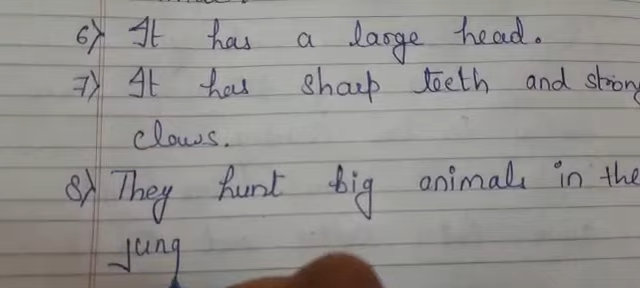 6) It has a large head.
7) It has sharp teeth and strong
claws.
8) They hunt big animals in the
jung